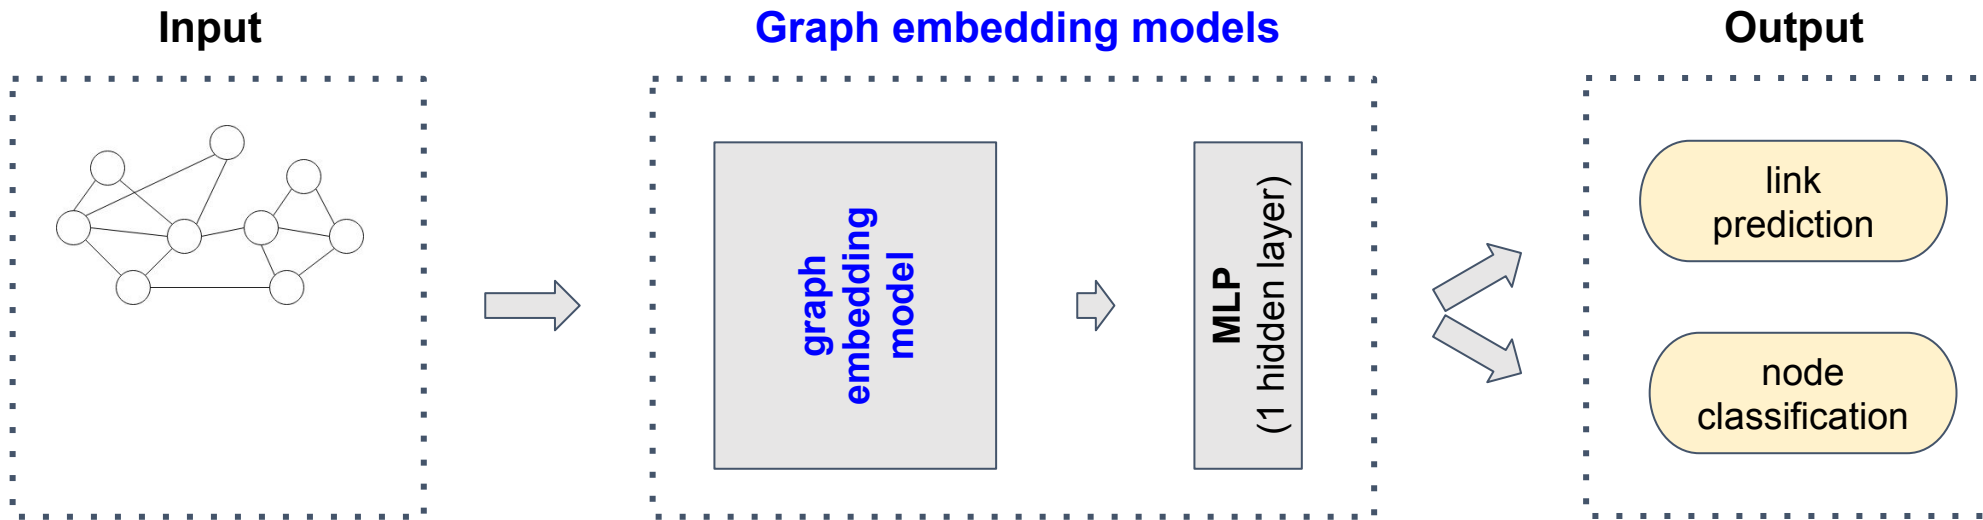 Input
Graph embedding models
Output
graph
embedding
model
MLP
(1 hidden layer)
link
prediction
node
classification